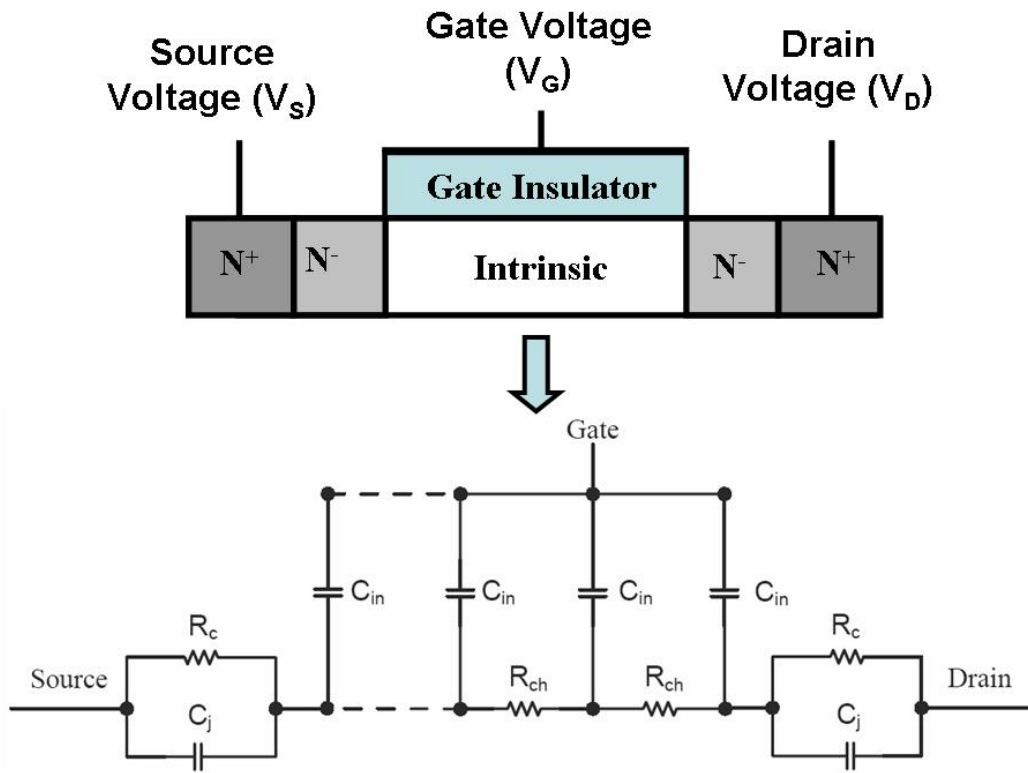 Source
Voltage (VS)
Gate Voltage
(VG)
Drain
Voltage (VD)
Gate Insulator
N+
N-
Intrinsic
N-
N+
Gate
Cin
Cin
Cin
Cin
Rc
Rc
Source
Rch
Rch
Drain
Cj
Cj